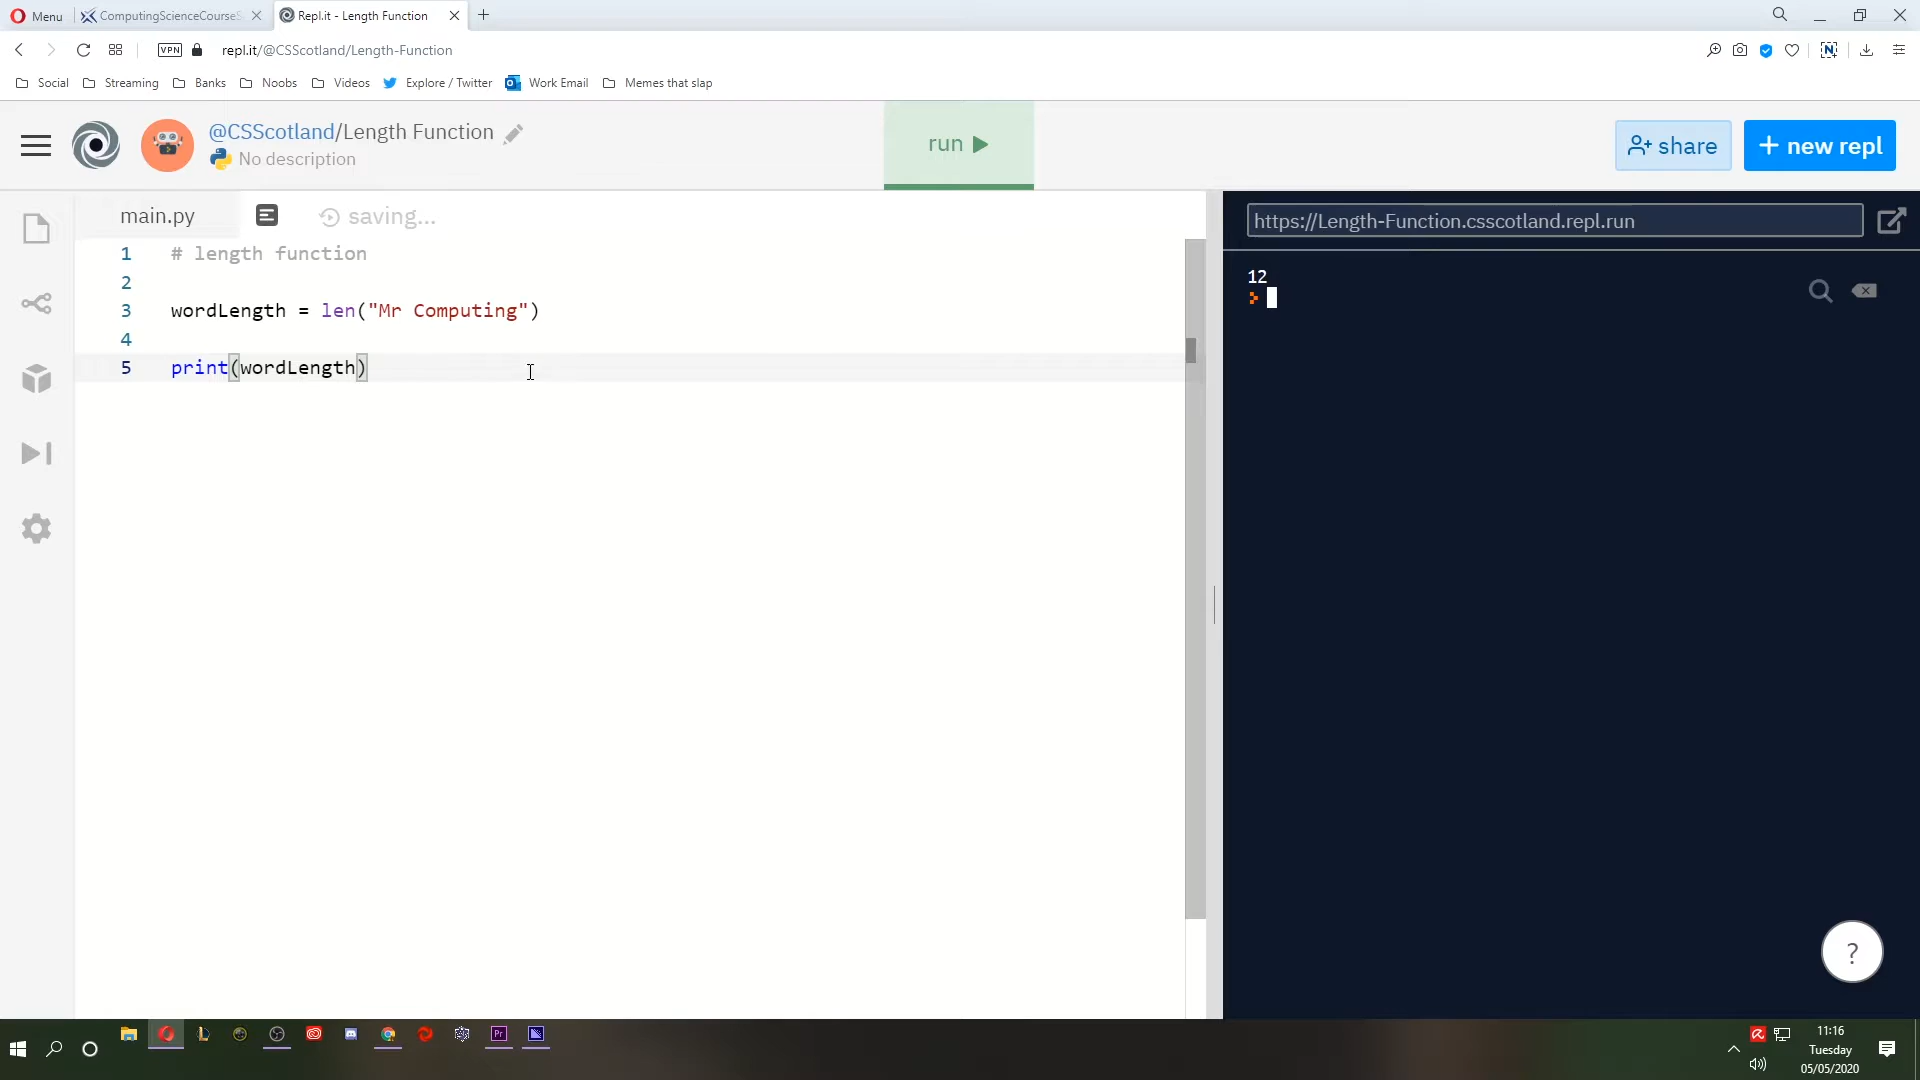 Menu
ComputingScienceCourseS
Repl.it - Length Function
VPN
repl.it/@CSScotland/Length-Function
Social
Streaming
Banks
Noobs
Videos
Explore / Twitter
Work Email
Memes that slap
@CSScotland/Length Function
No description
run
share
+ new repl
main.py
saving...
https://Length-Function.csscotland.repl.run
1 # length function
2
3 wordLength = len("Mr Computing")
4
5 print(wordLength)
12
?
Pr
11:16
Tuesday
05/05/2020